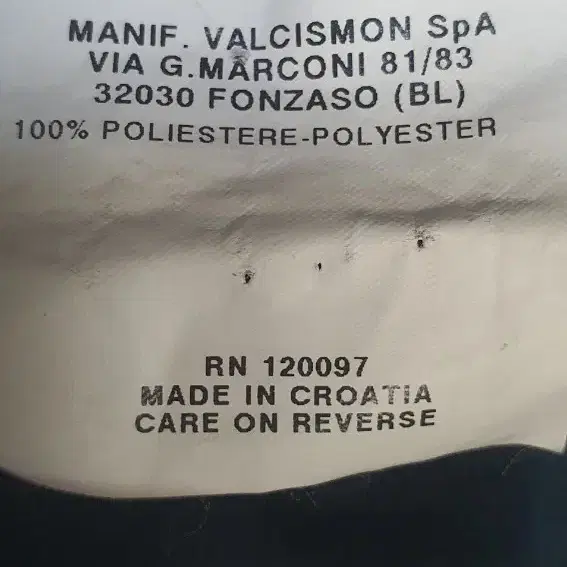 MANIF. VALCISMON SpA
VIA G.MARCONI 81/83
32030 FONZASO (BL)
100% POLIESTERE-POLYESTER
RN 120097
MADE IN CROATIA
CARE ON REVERSE